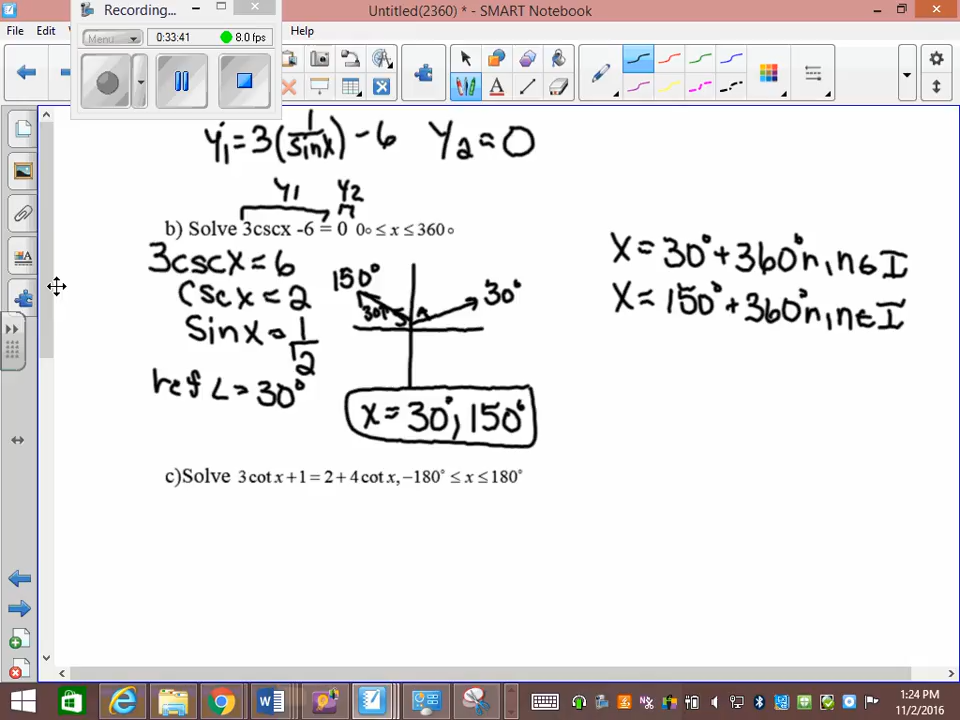 Recording...
Untitled(2360) * - SMART Notebook
File Edit
Help
Menu
0:33:41
8.0 fps
y₁ = 3(1/sinx) - 6 y₂ = 0
y₁ y₂
b) Solve 3cscx -6 = 0 0∘ ≤ x ≤ 360∘
3cscx = 6
cscx = 2
sinx = 1/2
ref ∠ = 30°
150°
30°
30°
S A
x = 30°, 150°
x = 30° + 360°n, n∈I
x = 150° + 360°n, n∈I
c)Solve 3cot x + 1 = 2 + 4cot x, −180° ≤ x ≤ 180°
1:24 PM
11/2/2016